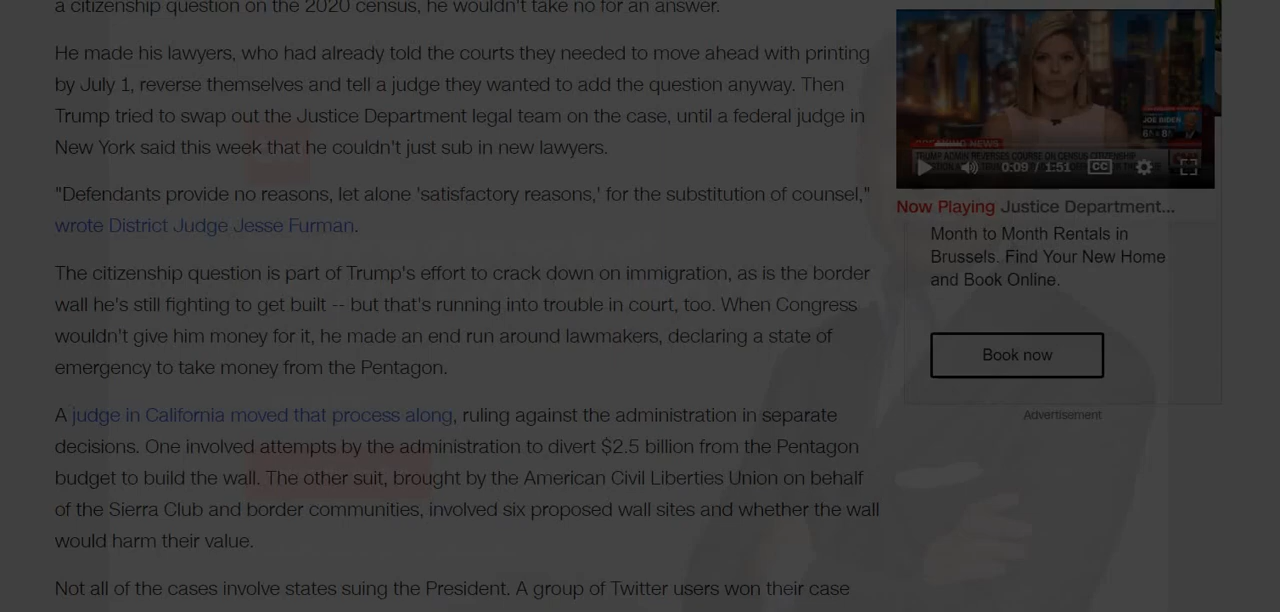 a citizenship question on the 2020 census, he wouldn't take no for an answer.
He made his lawyers, who had already told the courts they needed to move ahead with printing
by July 1, reverse themselves and tell a judge they wanted to add the question anyway. Then
Trump tried to swap out the Justice Department legal team on the case, until a federal judge in
New York said this week that he couldn't just sub in new lawyers.
"Defendants provide no reasons, let alone 'satisfactory reasons,' for the substitution of counsel,"
wrote District Judge Jesse Furman.
The citizenship question is part of Trump's effort to crack down on immigration, as is the border
wall he's still fighting to get built -- but that's running into trouble in court, too. When Congress
wouldn't give him money for it, he made an end run around lawmakers, declaring a state of
emergency to take money from the Pentagon.
A judge in California moved that process along, ruling against the administration in separate
decisions. One involved attempts by the administration to divert $2.5 billion from the Pentagon
budget to build the wall. The other suit, brought by the American Civil Liberties Union on behalf
of the Sierra Club and border communities, involved six proposed wall sites and whether the wall
would harm their value.
Not all of the cases involve states suing the President. A group of Twitter users won their case
JOE BIDEN
NEWS
TRUMP ADMIN REVERSES COURSE ON CENSUS CITIZENSHIP
0:09 / 1:51 CC
Now Playing Justice Department...
Month to Month Rentals in
Brussels. Find Your New Home
and Book Online.
Book now
Advertisement